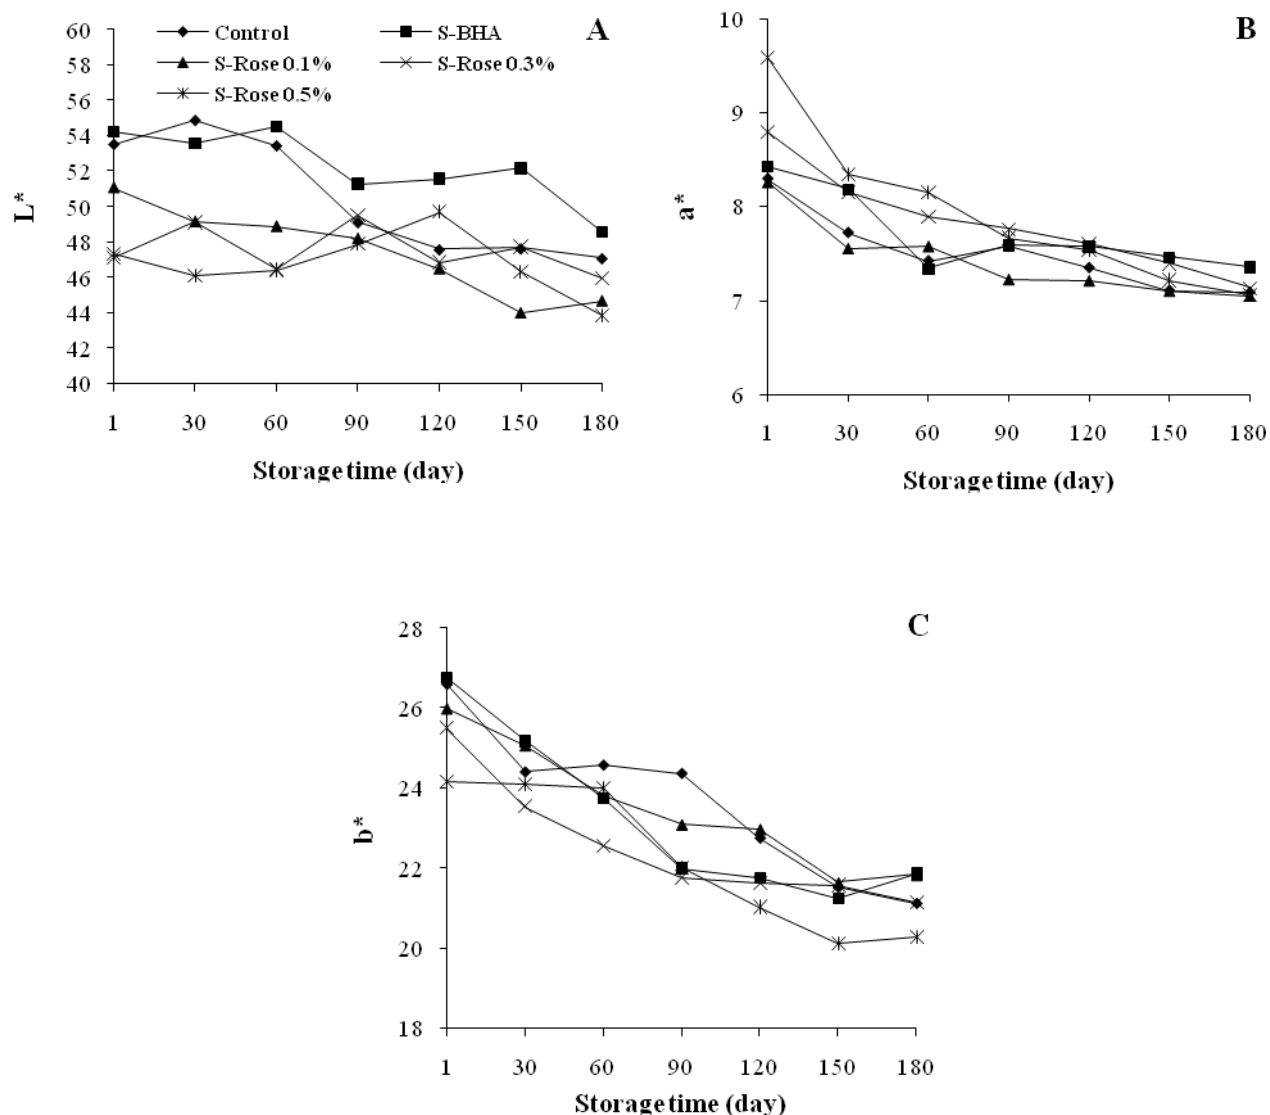 60
58
56
54
52
50
48
46
44
42
40
L*
Control
S-BHA
S-Rose 0.1%
S-Rose 0.3%
S-Rose 0.5%
A
1 30 60 90 120 150 180
Storage time (day)
10
9
8
7
6
a*
B
1 30 60 90 120 150 180
Storage time (day)
28
26
24
22
20
18
b*
C
1 30 60 90 120 150 180
Storage time (day)